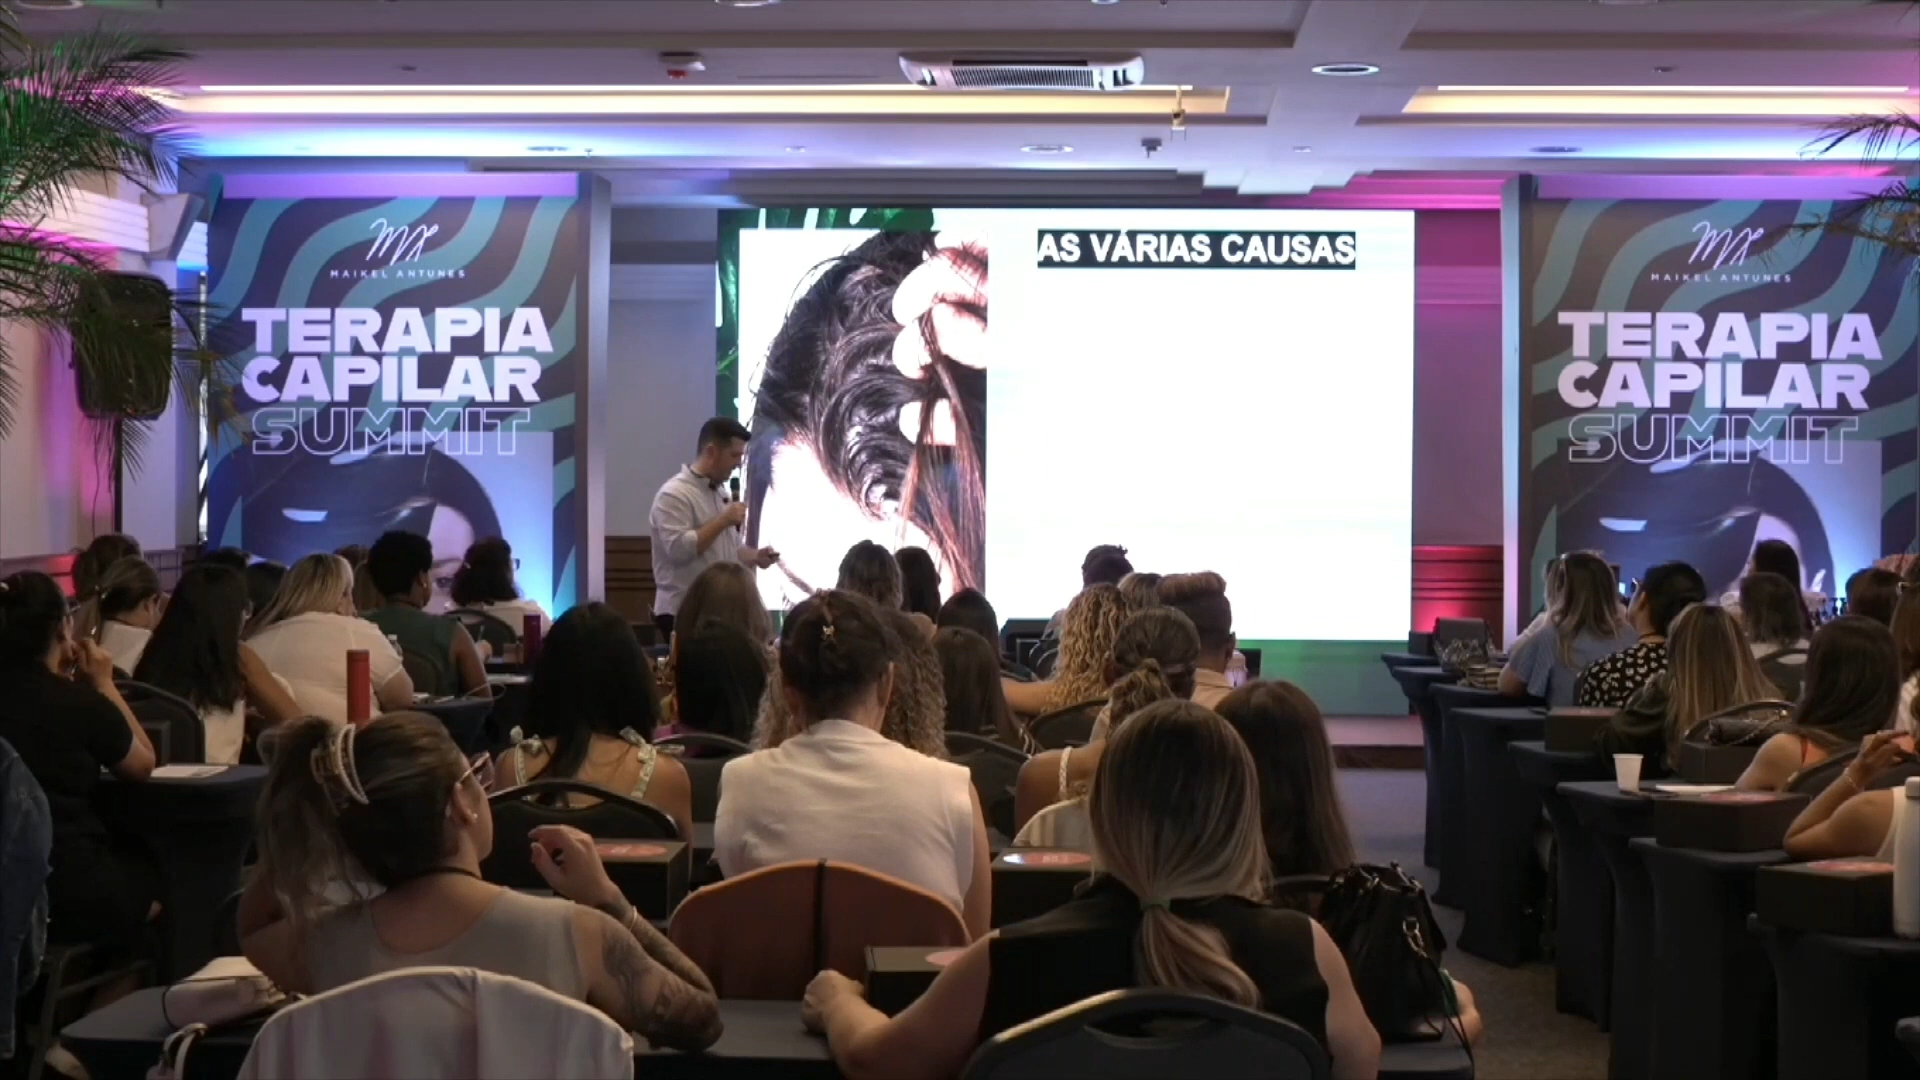 MAIKEL ANTUNES
TERAPIA
CAPILAR
SUMMIT
AS VÁRIAS CAUSAS
MAIKEL ANTUNES
TERAPIA
CAPILAR
SUMMIT